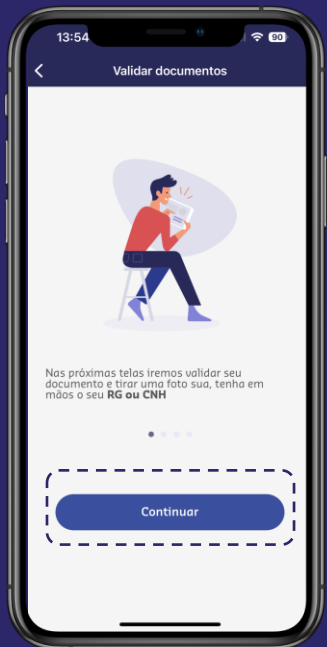 13:54
90
Validar documentos
Nas próximas telas iremos validar seu
documento e tirar uma foto sua, tenha em
mãos o seu RG ou CNH
Continuar